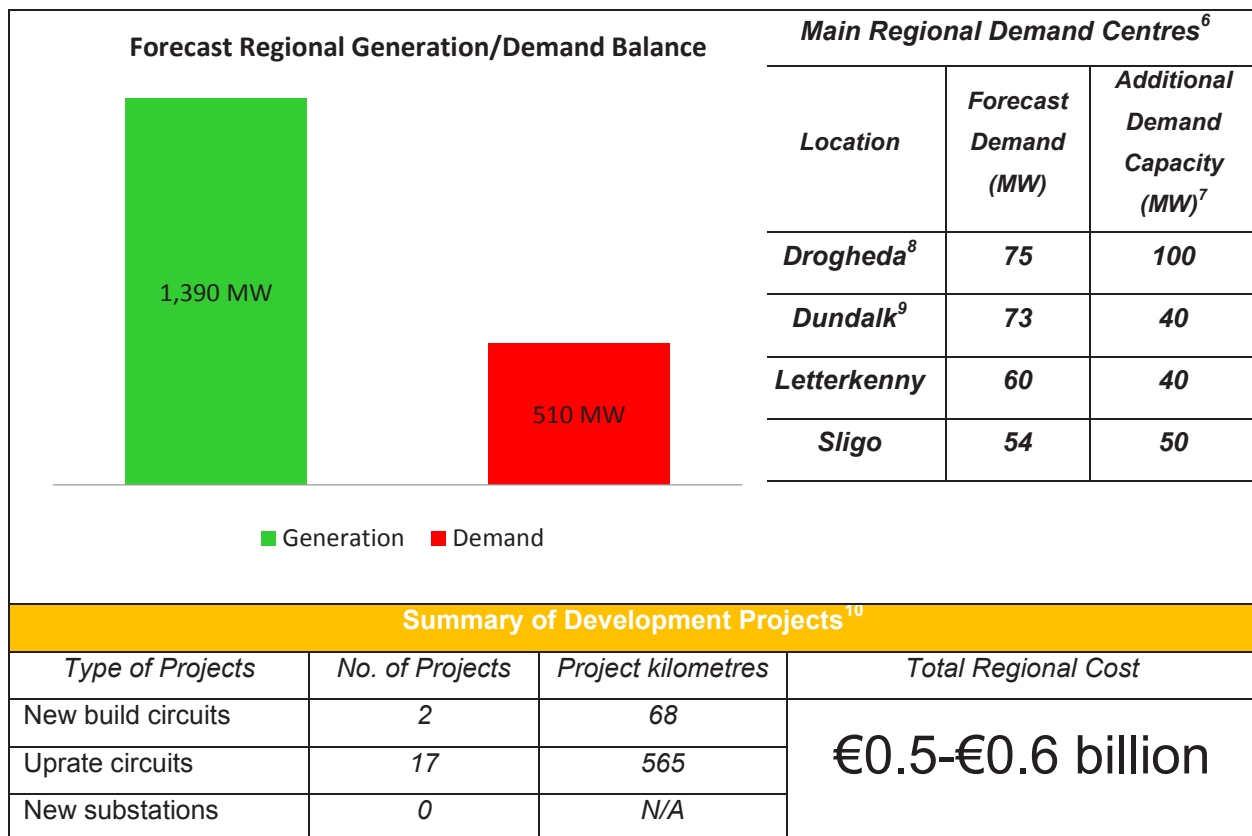 Forecast Regional Generation/Demand Balance
1,390 MW
510 MW
Generation Demand
Main Regional Demand Centres6
Location Forecast Demand (MW) Additional Demand Capacity (MW)7
Drogheda8 75 100
Dundalk9 73 40
Letterkenny 60 40
Sligo 54 50
Summary of Development Projects10
Type of Projects No. of Projects Project kilometres Total Regional Cost
New build circuits 2 68
Uprate circuits 17 565
New substations 0 N/A
€0.5-€0.6 billion